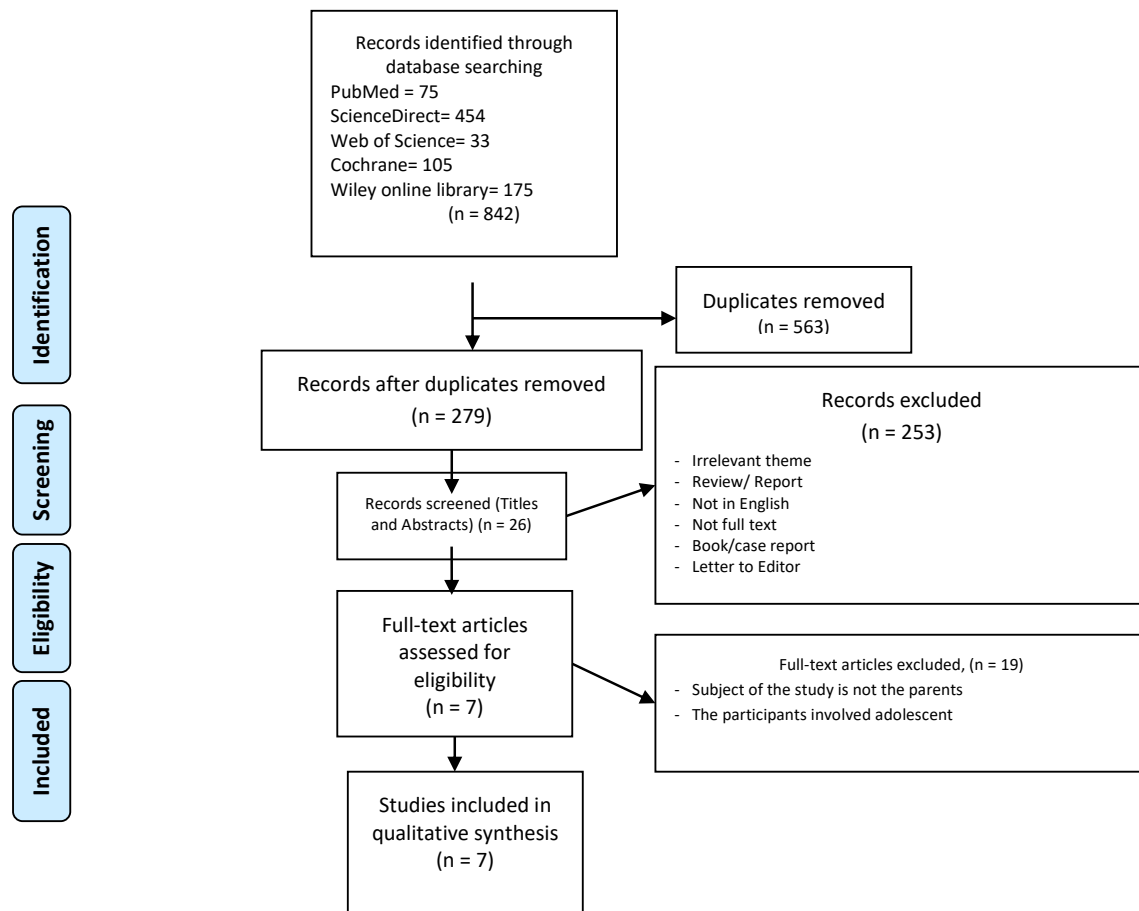 Records identified through
database searching
PubMed = 75
ScienceDirect= 454
Web of Science= 33
Cochrane= 105
Wiley online library= 175
(n = 842)
Identification
Duplicates removed
(n = 563)
Records after duplicates removed
(n = 279)
Records excluded
(n = 253)
- Irrelevant theme
- Review/ Report
- Not in English
- Not full text
- Book/case report
- Letter to Editor
Screening
Records screened (Titles
and Abstracts) (n = 26)
Eligibility
Full-text articles
assessed for
eligibility
(n = 7)
Full-text articles excluded, (n = 19)
- Subject of the study is not the parents
- The participants involved adolescent
Included
Studies included in
qualitative synthesis
(n = 7)